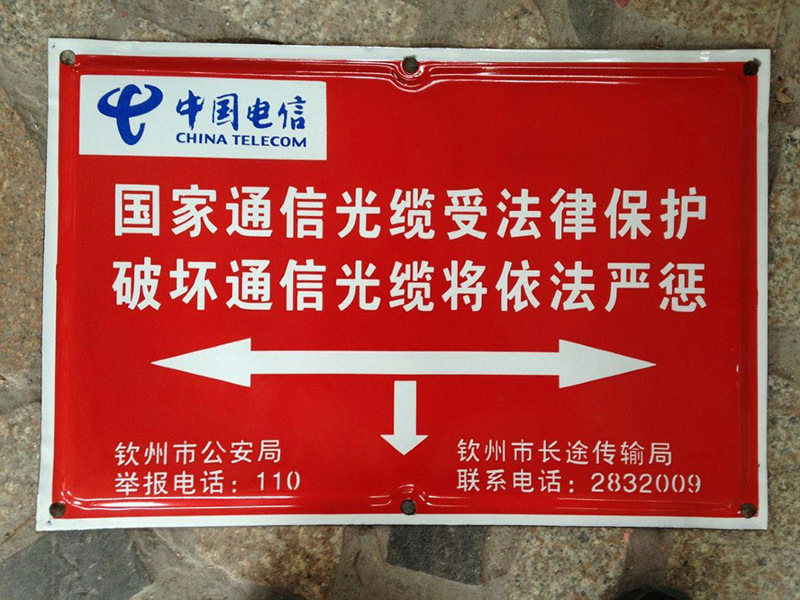 中国电信
CHINA TELECOM
国家通信光缆受法律保护
破坏通信光缆将依法严惩
钦州市公安局
举报电话：110
钦州市长途传输局
联系电话：2832009